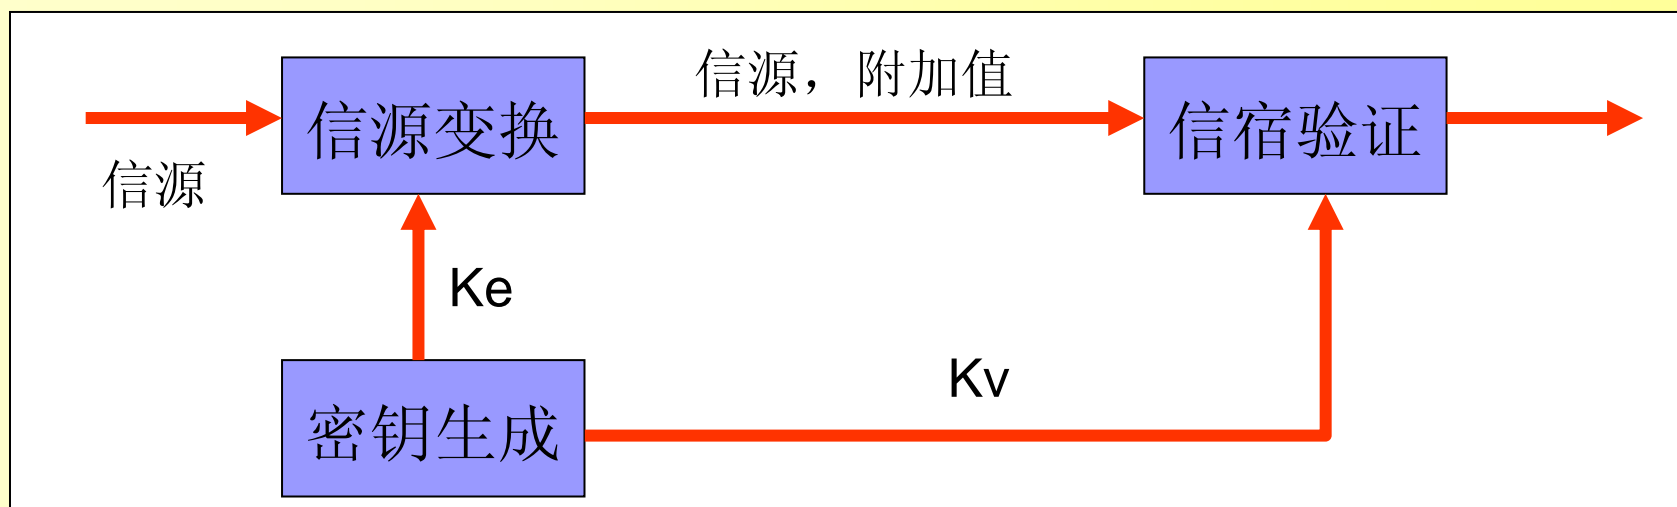 信源，附加值
信源变换
信宿验证
信源
Ke
Kv
密钥生成